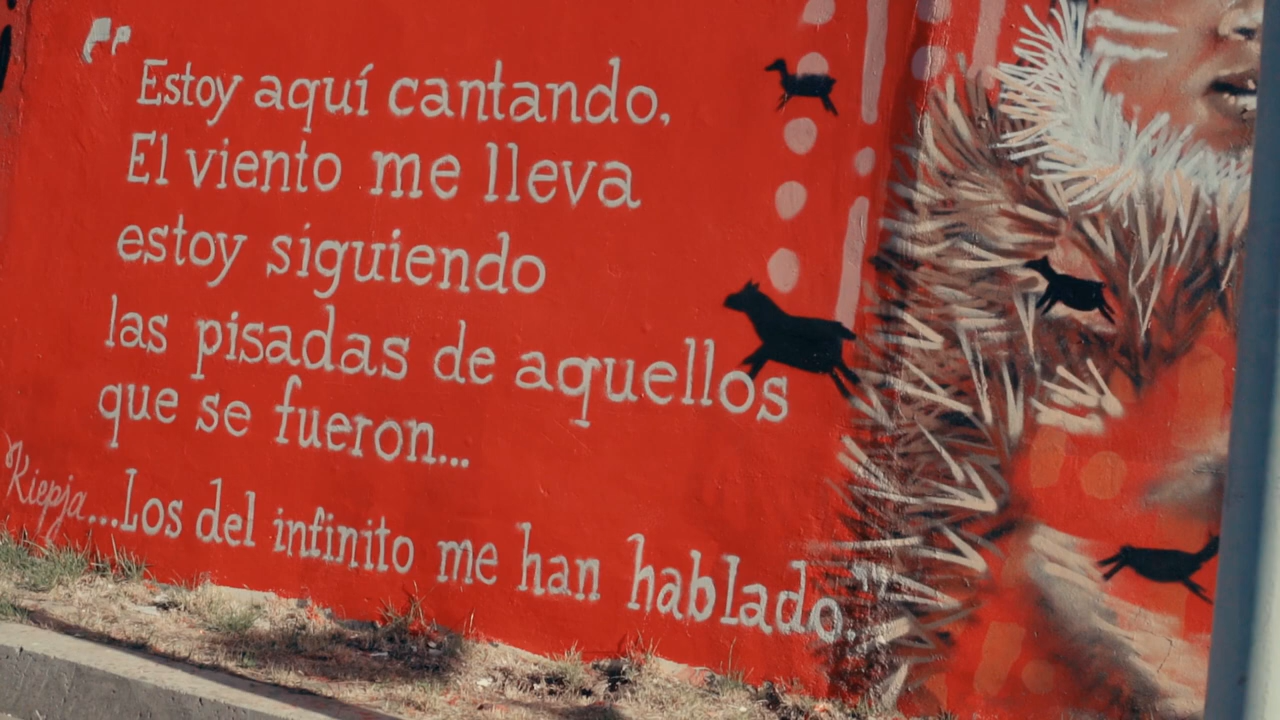 "Estoy aquí cantando,
El viento me lleva
estoy siguiendo
las pisadas de aquellos
que se fueron...
...Los del infinito me han hablado."
Kiepja